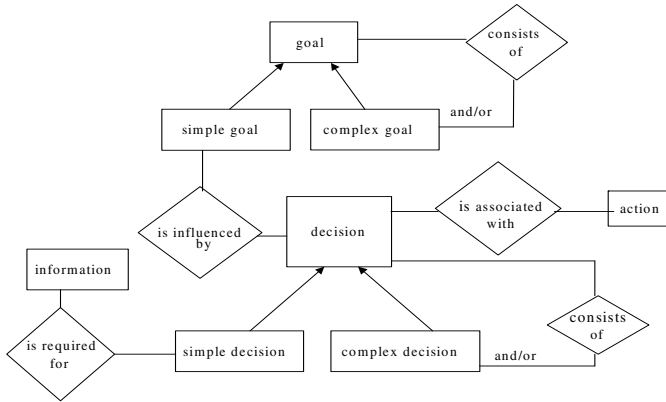 goal
consists
of
simple goal
complex goal
and/or
is influenced
by
decision
is associated
with
action
information
is required
for
simple decision
complex decision
and/or
consists
of